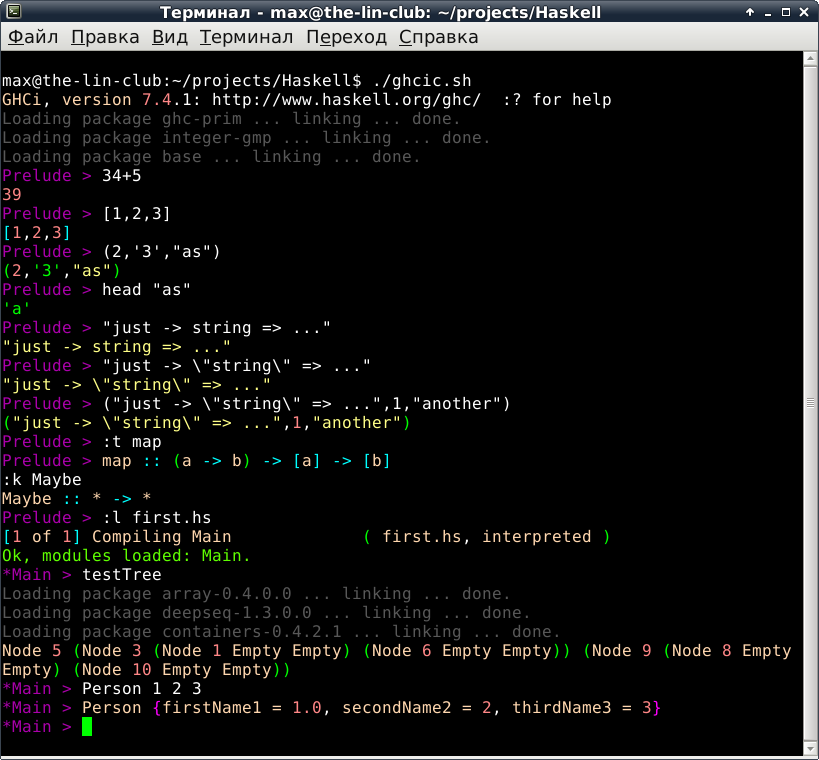 Терминал - max@the-lin-club: ~/projects/Haskell
Файл Правка Вид Терминал Переход Справка
max@the-lin-club:~/projects/Haskell$ ./ghcic.sh
GHCi, version 7.4.1: http://www.haskell.org/ghc/  :? for help
Loading package ghc-prim ... linking ... done.
Loading package integer-gmp ... linking ... done.
Loading package base ... linking ... done.
Prelude > 34+5
39
Prelude > [1,2,3]
[1,2,3]
Prelude > (2,'3',"as")
(2,'3',"as")
Prelude > head "as"
'a'
Prelude > "just -> string => ..."
"just -> string => ..."
Prelude > "just -> \"string\" => ..."
"just -> \"string\" => ..."
Prelude > ("just -> \"string\" => ...",1,"another")
("just -> \"string\" => ...",1,"another")
Prelude > :t map
Prelude > map :: (a -> b) -> [a] -> [b]
:k Maybe
Maybe :: * -> *
Prelude > :l first.hs
[1 of 1] Compiling Main             ( first.hs, interpreted )
Ok, modules loaded: Main.
*Main > testTree
Loading package array-0.4.0.0 ... linking ... done.
Loading package deepseq-1.3.0.0 ... linking ... done.
Loading package containers-0.4.2.1 ... linking ... done.
Node 5 (Node 3 (Node 1 Empty Empty) (Node 6 Empty Empty)) (Node 9 (Node 8 Empty
Empty) (Node 10 Empty Empty))
*Main > Person 1 2 3
*Main > Person {firstName1 = 1.0, secondName2 = 2, thirdName3 = 3}
*Main >